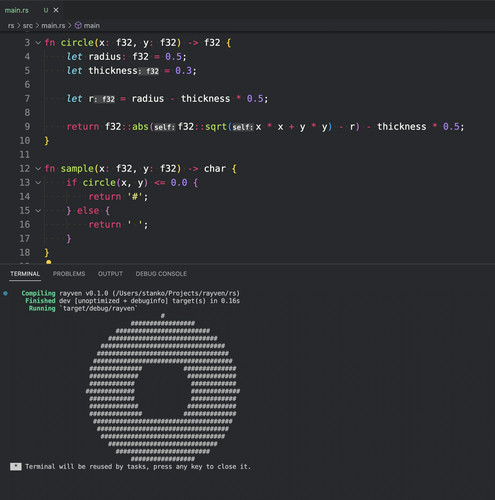 main.rs U ×
rs > src > main.rs > main
3 fn circle(x: f32, y: f32) -> f32 {
4 let radius: f32 = 0.5;
5 let thickness: f32 = 0.3;
6
7 let r: f32 = radius - thickness * 0.5;
8
9 return f32::abs(self: f32::sqrt(self: x * x + y * y) - r) - thickness * 0.5;
10 }
11
12 fn sample(x: f32, y: f32) -> char {
13 if circle(x, y) <= 0.0 {
14 return '#';
15 } else {
16 return ' ';
17 }
18 }
19
TERMINAL PROBLEMS OUTPUT DEBUG CONSOLE
Compiling rayven v0.1.0 (/Users/stanko/Projects/rayven/rs)
Finished dev [unoptimized + debuginfo] target(s) in 0.16s
Running `target/debug/rayven`
#
#################
#########################
##############################
#################################
###################################
#####################################
############## ##############
############# #############
############ ############
############# #############
############ ############
############# #############
############## ##############
#####################################
###################################
#################################
#############################
#########################
#################
* Terminal will be reused by tasks, press any key to close it.